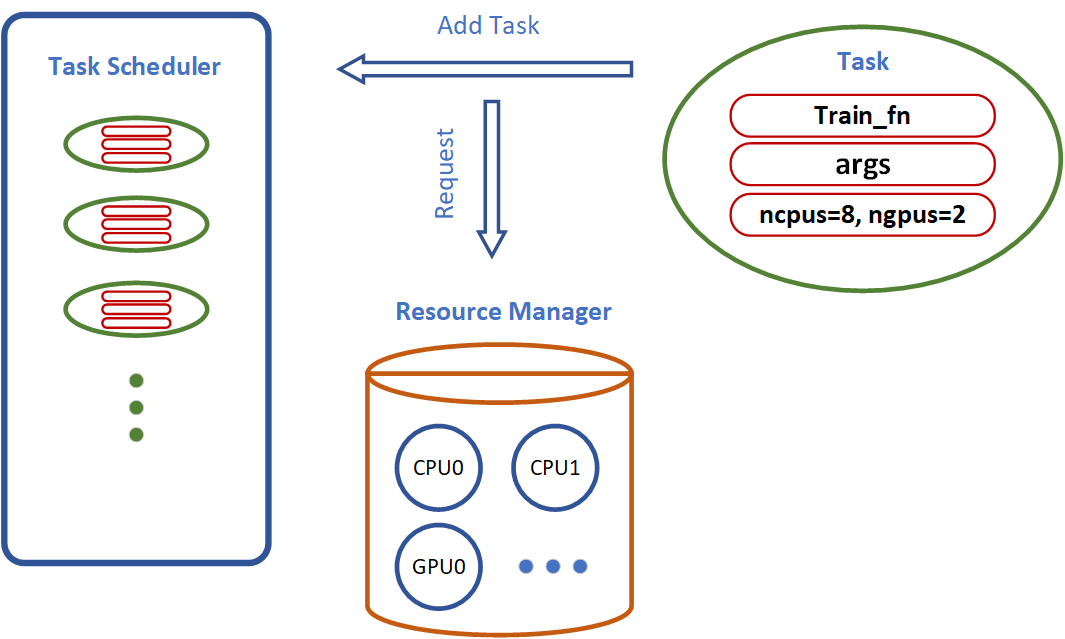 Add Task
Task Scheduler
Task
Train_fn
args
ncpus=8, ngpus=2
Request
Resource Manager
CPU0
CPU1
GPU0